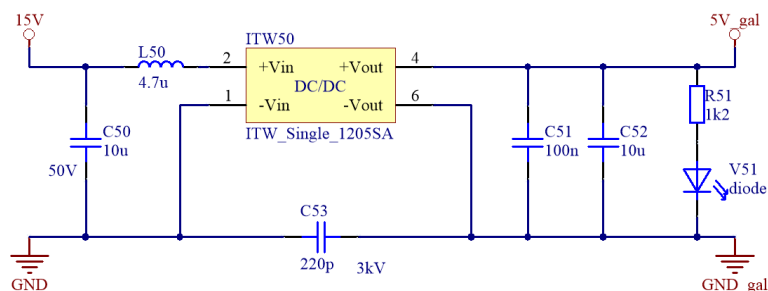 15V
5V_gal
L50
4.7u
ITW50
2 +Vin +Vout 4
DC/DC
1 -Vin -Vout 6
ITW_Single_1205SA
C50
10u
50V
C51
100n
C52
10u
R51
1k2
V51
diode
C53
220p
3kV
GND
GND_gal